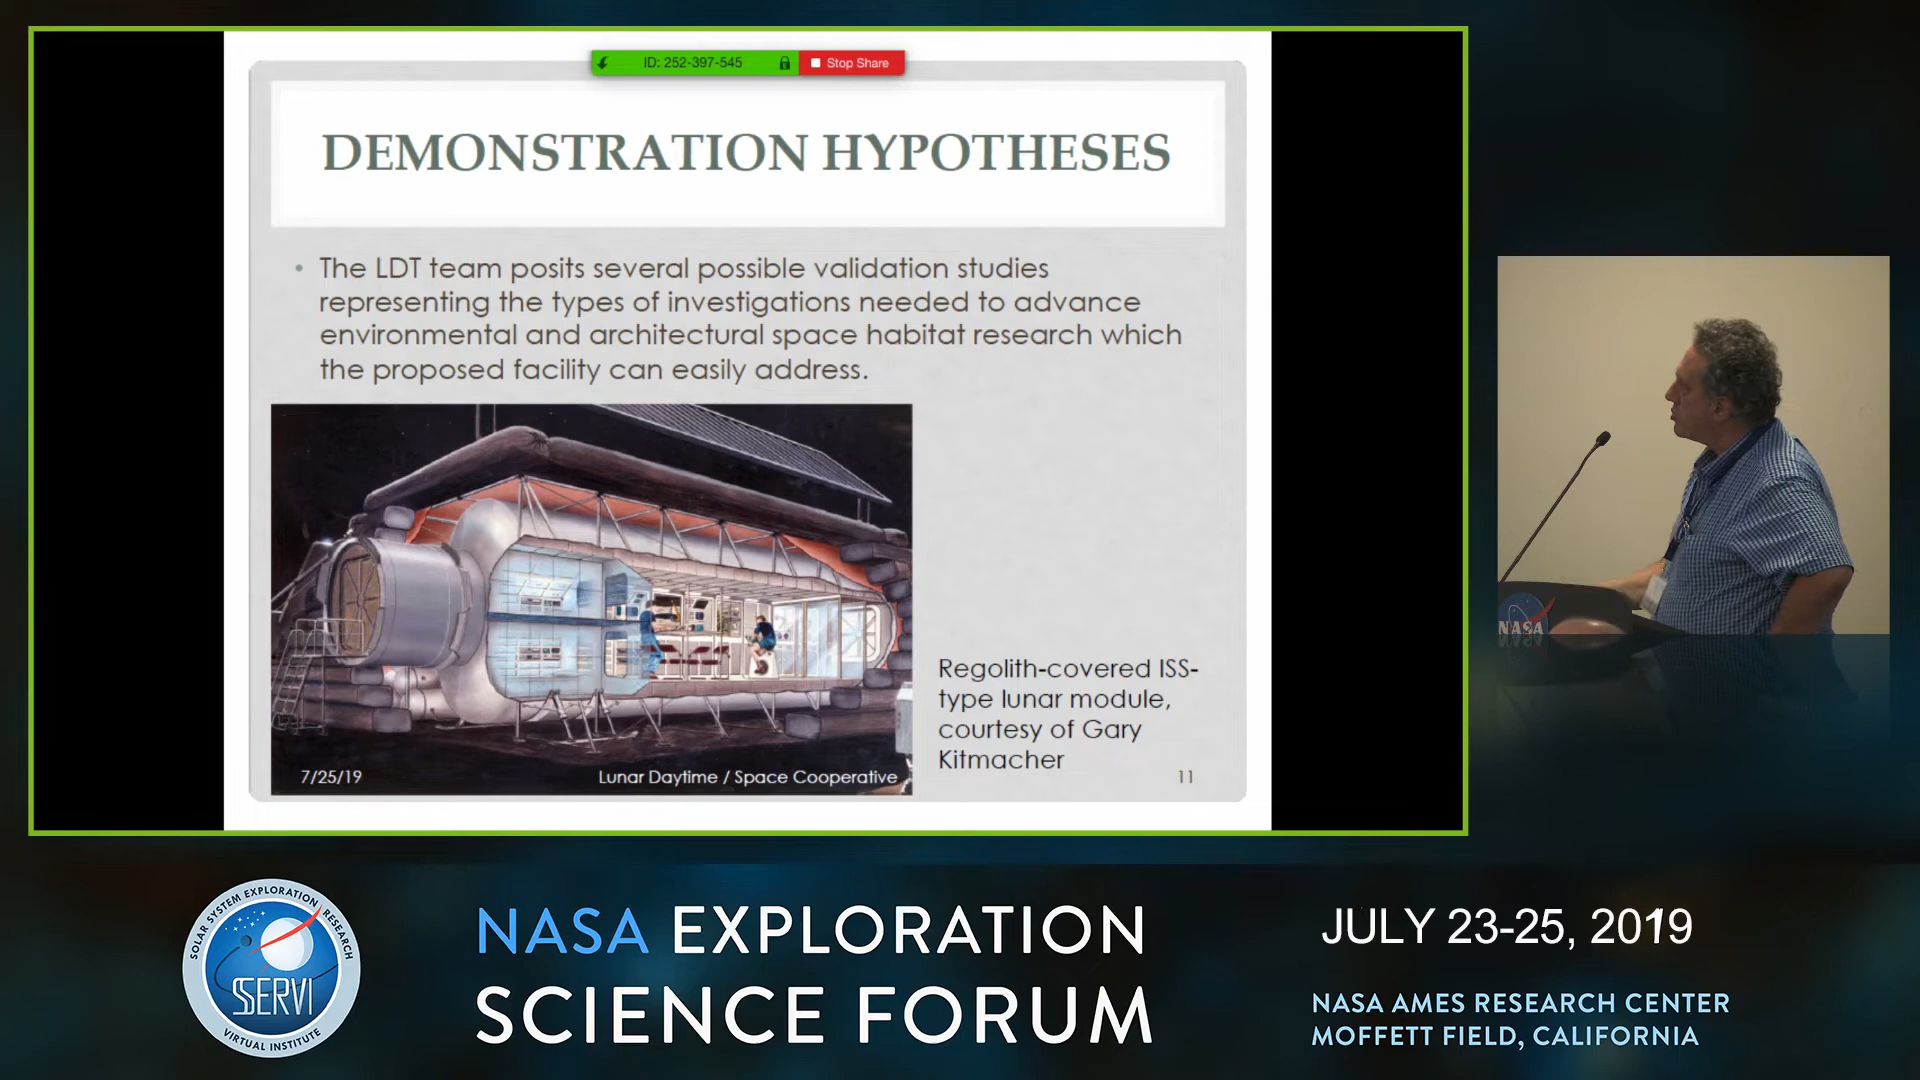 ID: 252-397-545
Stop Share
DEMONSTRATION HYPOTHESES
• The LDT team posits several possible validation studies
representing the types of investigations needed to advance
environmental and architectural space habitat research which
the proposed facility can easily address.
Regolith-covered ISS-
type lunar module,
courtesy of Gary
Kitmacher
7/25/19
Lunar Daytime / Space Cooperative
11
NASA
SOLAR SYSTEM EXPLORATION RESEARCH
SSERVI
VIRTUAL INSTITUTE
NASA EXPLORATION
SCIENCE FORUM
JULY 23-25, 2019
NASA AMES RESEARCH CENTER
MOFFETT FIELD, CALIFORNIA